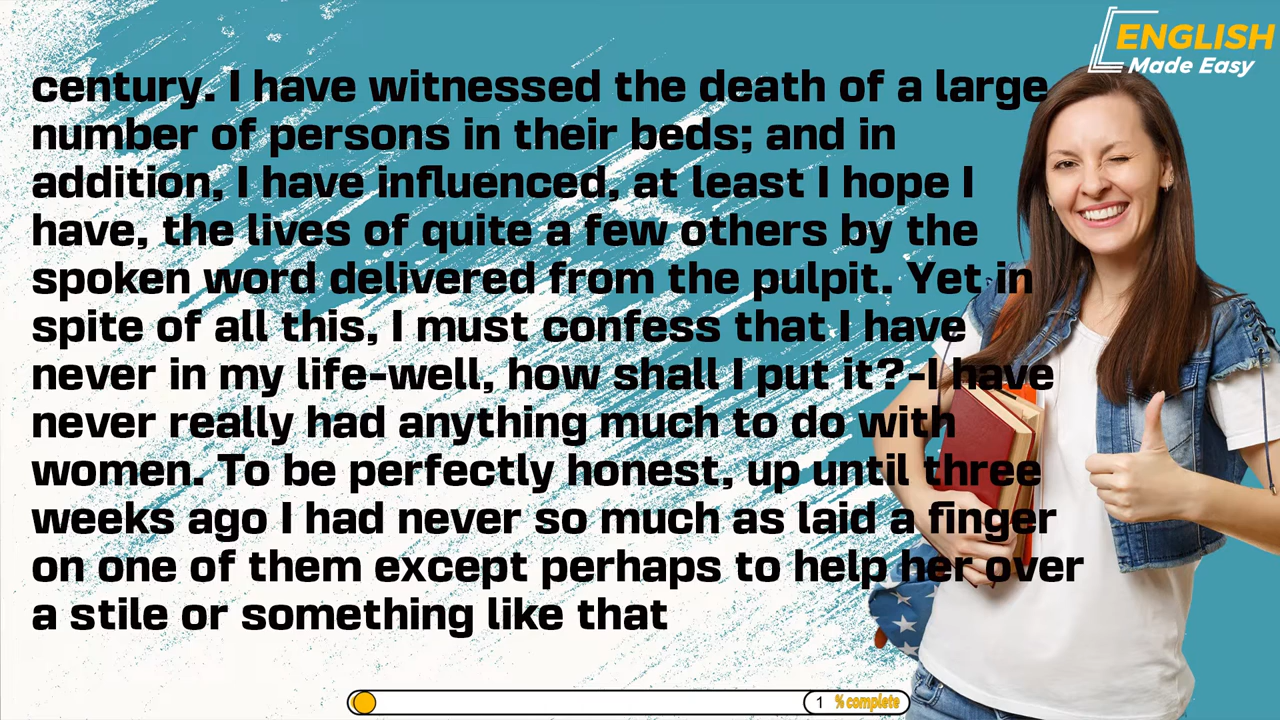 ENGLISH
Made Easy
century. I have witnessed the death of a large
number of persons in their beds; and in
addition, I have influenced, at least I hope I
have, the lives of quite a few others by the
spoken word delivered from the pulpit. Yet in
spite of all this, I must confess that I have
never in my life-well, how shall I put it?-I have
never really had anything much to do with
women. To be perfectly honest, up until three
weeks ago I had never so much as laid a finger
on one of them except perhaps to help her over
a stile or something like that
1 % complete